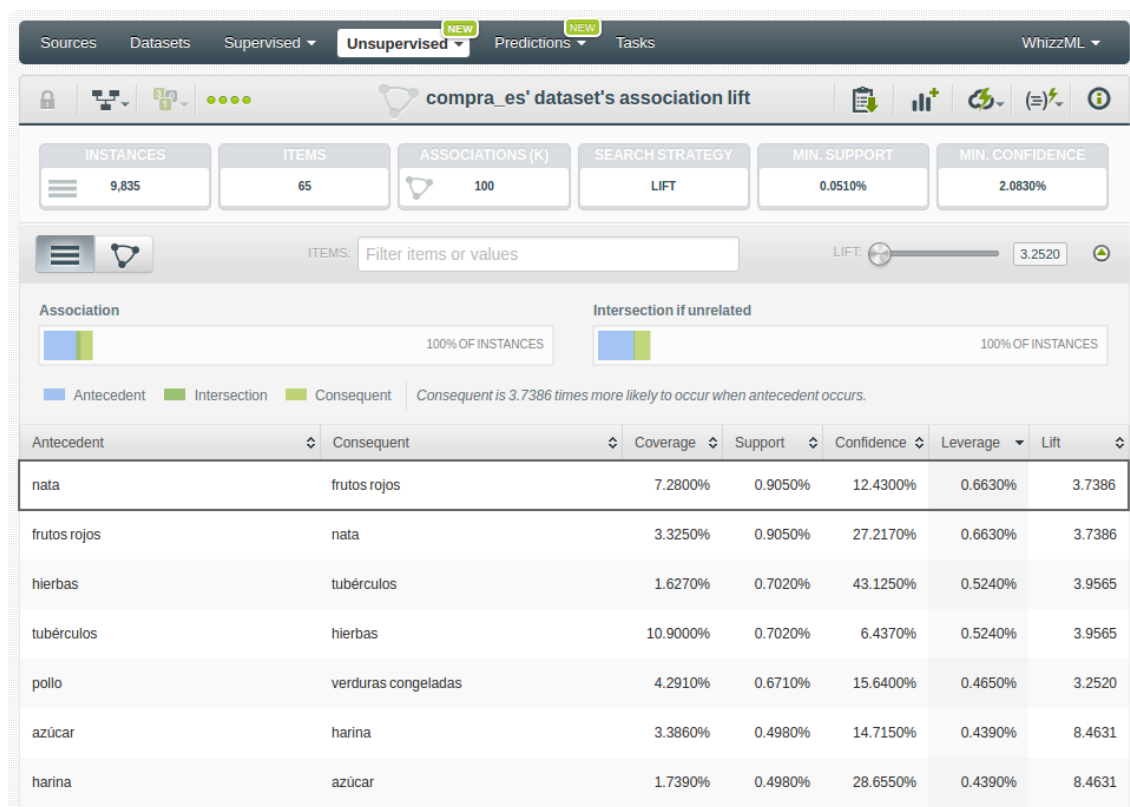 NEW NEW
Sources Datasets Supervised Unsupervised Predictions Tasks WhizzML
compra_es' dataset's association lift
INSTANCES ITEMS ASSOCIATIONS (K) SEARCH STRATEGY MIN. SUPPORT MIN. CONFIDENCE
9,835 65 100 LIFT 0.0510% 2.0830%
ITEMS: Filter items or values LIFT: 3.2520
Association Intersection if unrelated
100% OF INSTANCES 100% OF INSTANCES
Antecedent Intersection Consequent Consequent is 3.7386 times more likely to occur when antecedent occurs.
Antecedent Consequent Coverage Support Confidence Leverage Lift
nata frutos rojos 7.2800% 0.9050% 12.4300% 0.6630% 3.7386
frutos rojos nata 3.3250% 0.9050% 27.2170% 0.6630% 3.7386
hierbas tubérculos 1.6270% 0.7020% 43.1250% 0.5240% 3.9565
tubérculos hierbas 10.9000% 0.7020% 6.4370% 0.5240% 3.9565
pollo verduras congeladas 4.2910% 0.6710% 15.6400% 0.4650% 3.2520
azúcar harina 3.3860% 0.4980% 14.7150% 0.4390% 8.4631
harina azúcar 1.7390% 0.4980% 28.6550% 0.4390% 8.4631